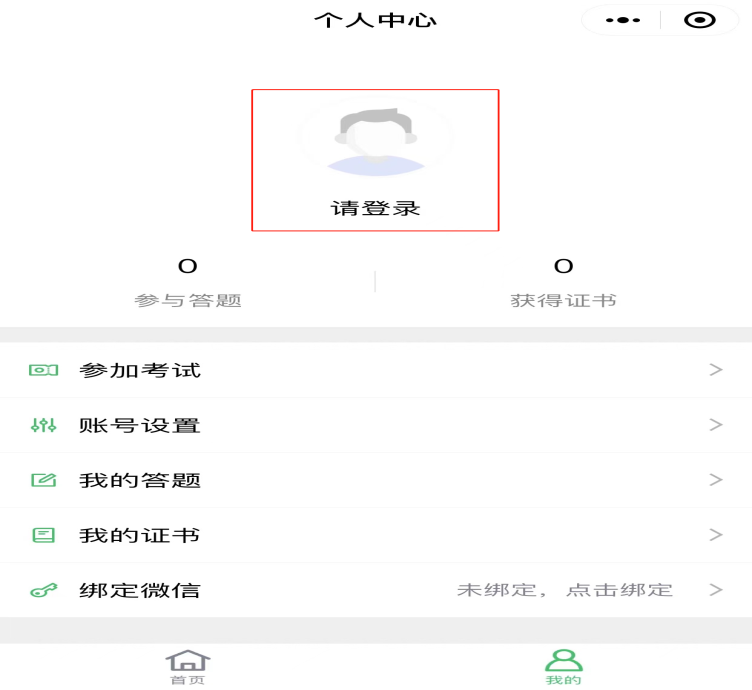 个人中心
请登录
0 0
参与答题 获得证书
参加考试
账号设置
我的答题
我的证书
绑定微信 未绑定，点击绑定
首页 我的